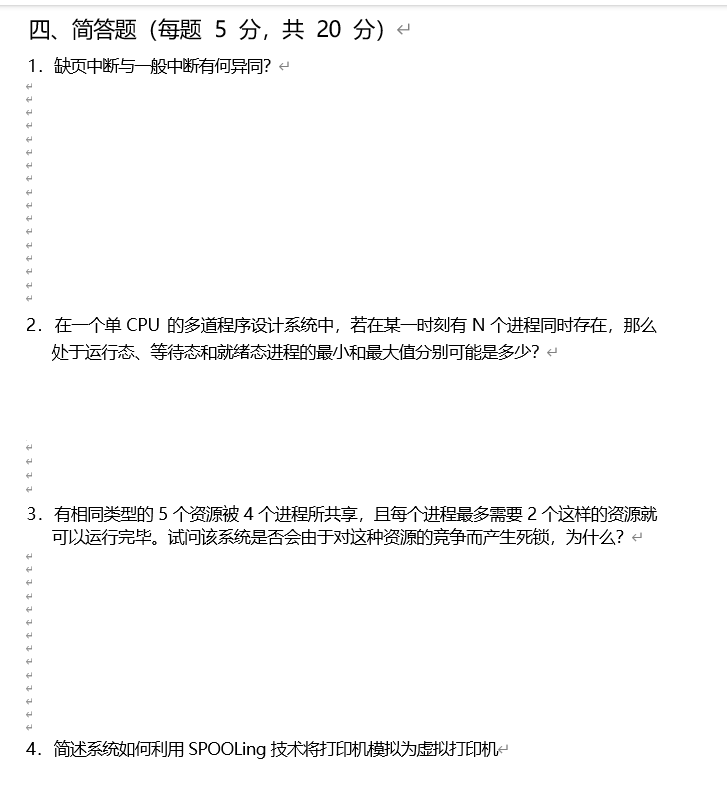 四、简答题（每题 5 分，共 20 分）
1．缺页中断与一般中断有何异同？
2．在一个单 CPU 的多道程序设计系统中，若在某一时刻有 N 个进程同时存在，那么
处于运行态、等待态和就绪态进程的最小和最大值分别可能是多少？
3．有相同类型的 5 个资源被 4 个进程所共享，且每个进程最多需要 2 个这样的资源就
可以运行完毕。试问该系统是否会由于对这种资源的竞争而产生死锁，为什么？
4．简述系统如何利用 SPOOLing 技术将打印机模拟为虚拟打印机